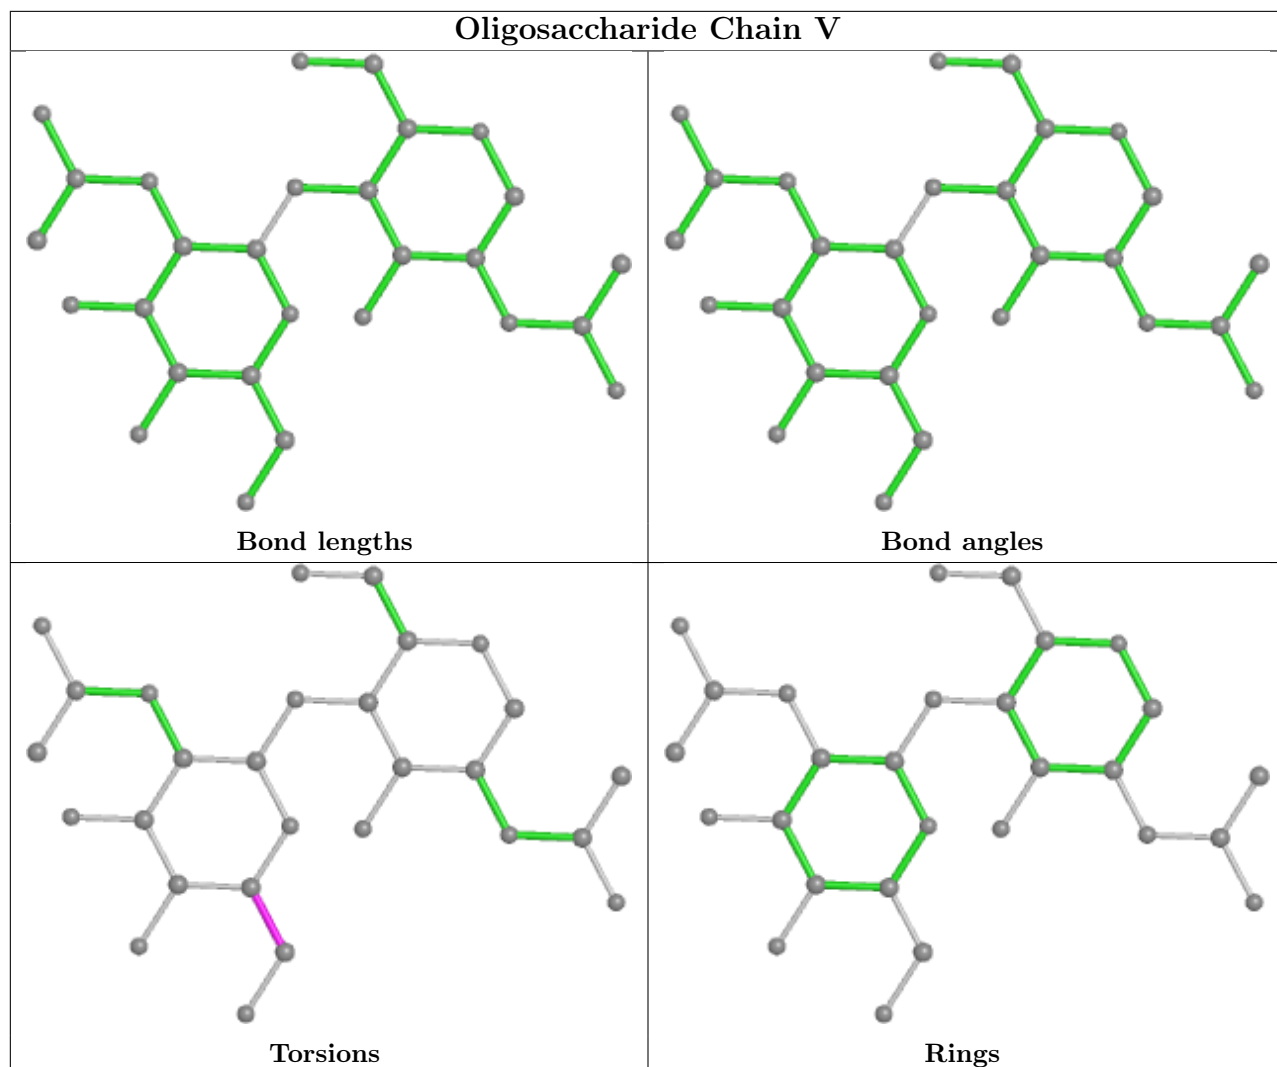 Oligosaccharide Chain V
Bond lengths
Bond angles
Torsions
Rings